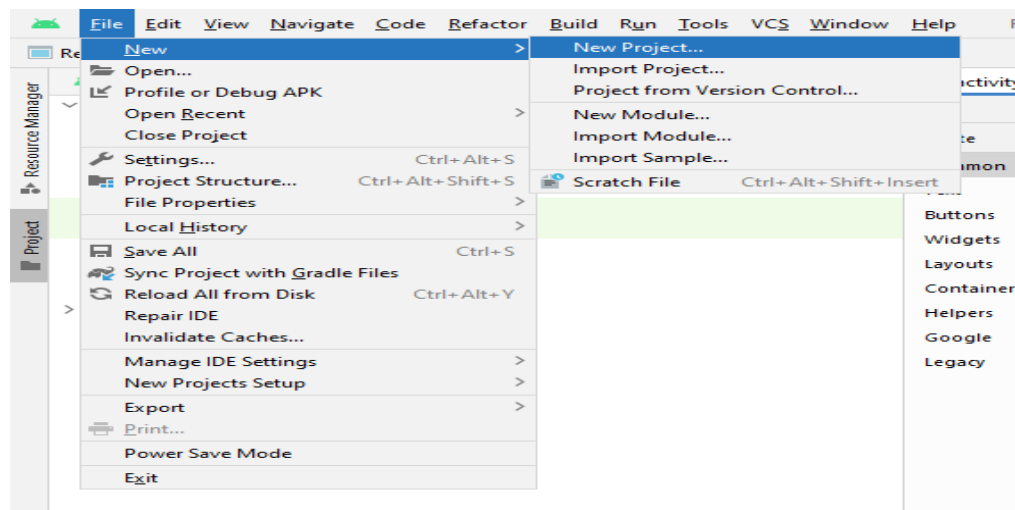 File Edit View Navigate Code Refactor Build Run Tools VCS Window Help
Re
New >
Open...
Profile or Debug APK
Open Recent >
Close Project
Settings... Ctrl+Alt+S
Project Structure... Ctrl+Alt+Shift+S
File Properties >
Local History >
Save All Ctrl+S
Sync Project with Gradle Files
Reload All from Disk Ctrl+Alt+Y
Repair IDE
Invalidate Caches...
Manage IDE Settings >
New Projects Setup >
Export >
Print...
Power Save Mode
Exit
New Project...
Import Project...
Project from Version Control...
New Module...
Import Module...
Import Sample...
Scratch File Ctrl+Alt+Shift+Insert
Resource Manager
Project
Buttons
Widgets
Layouts
Container
Helpers
Google
Legacy